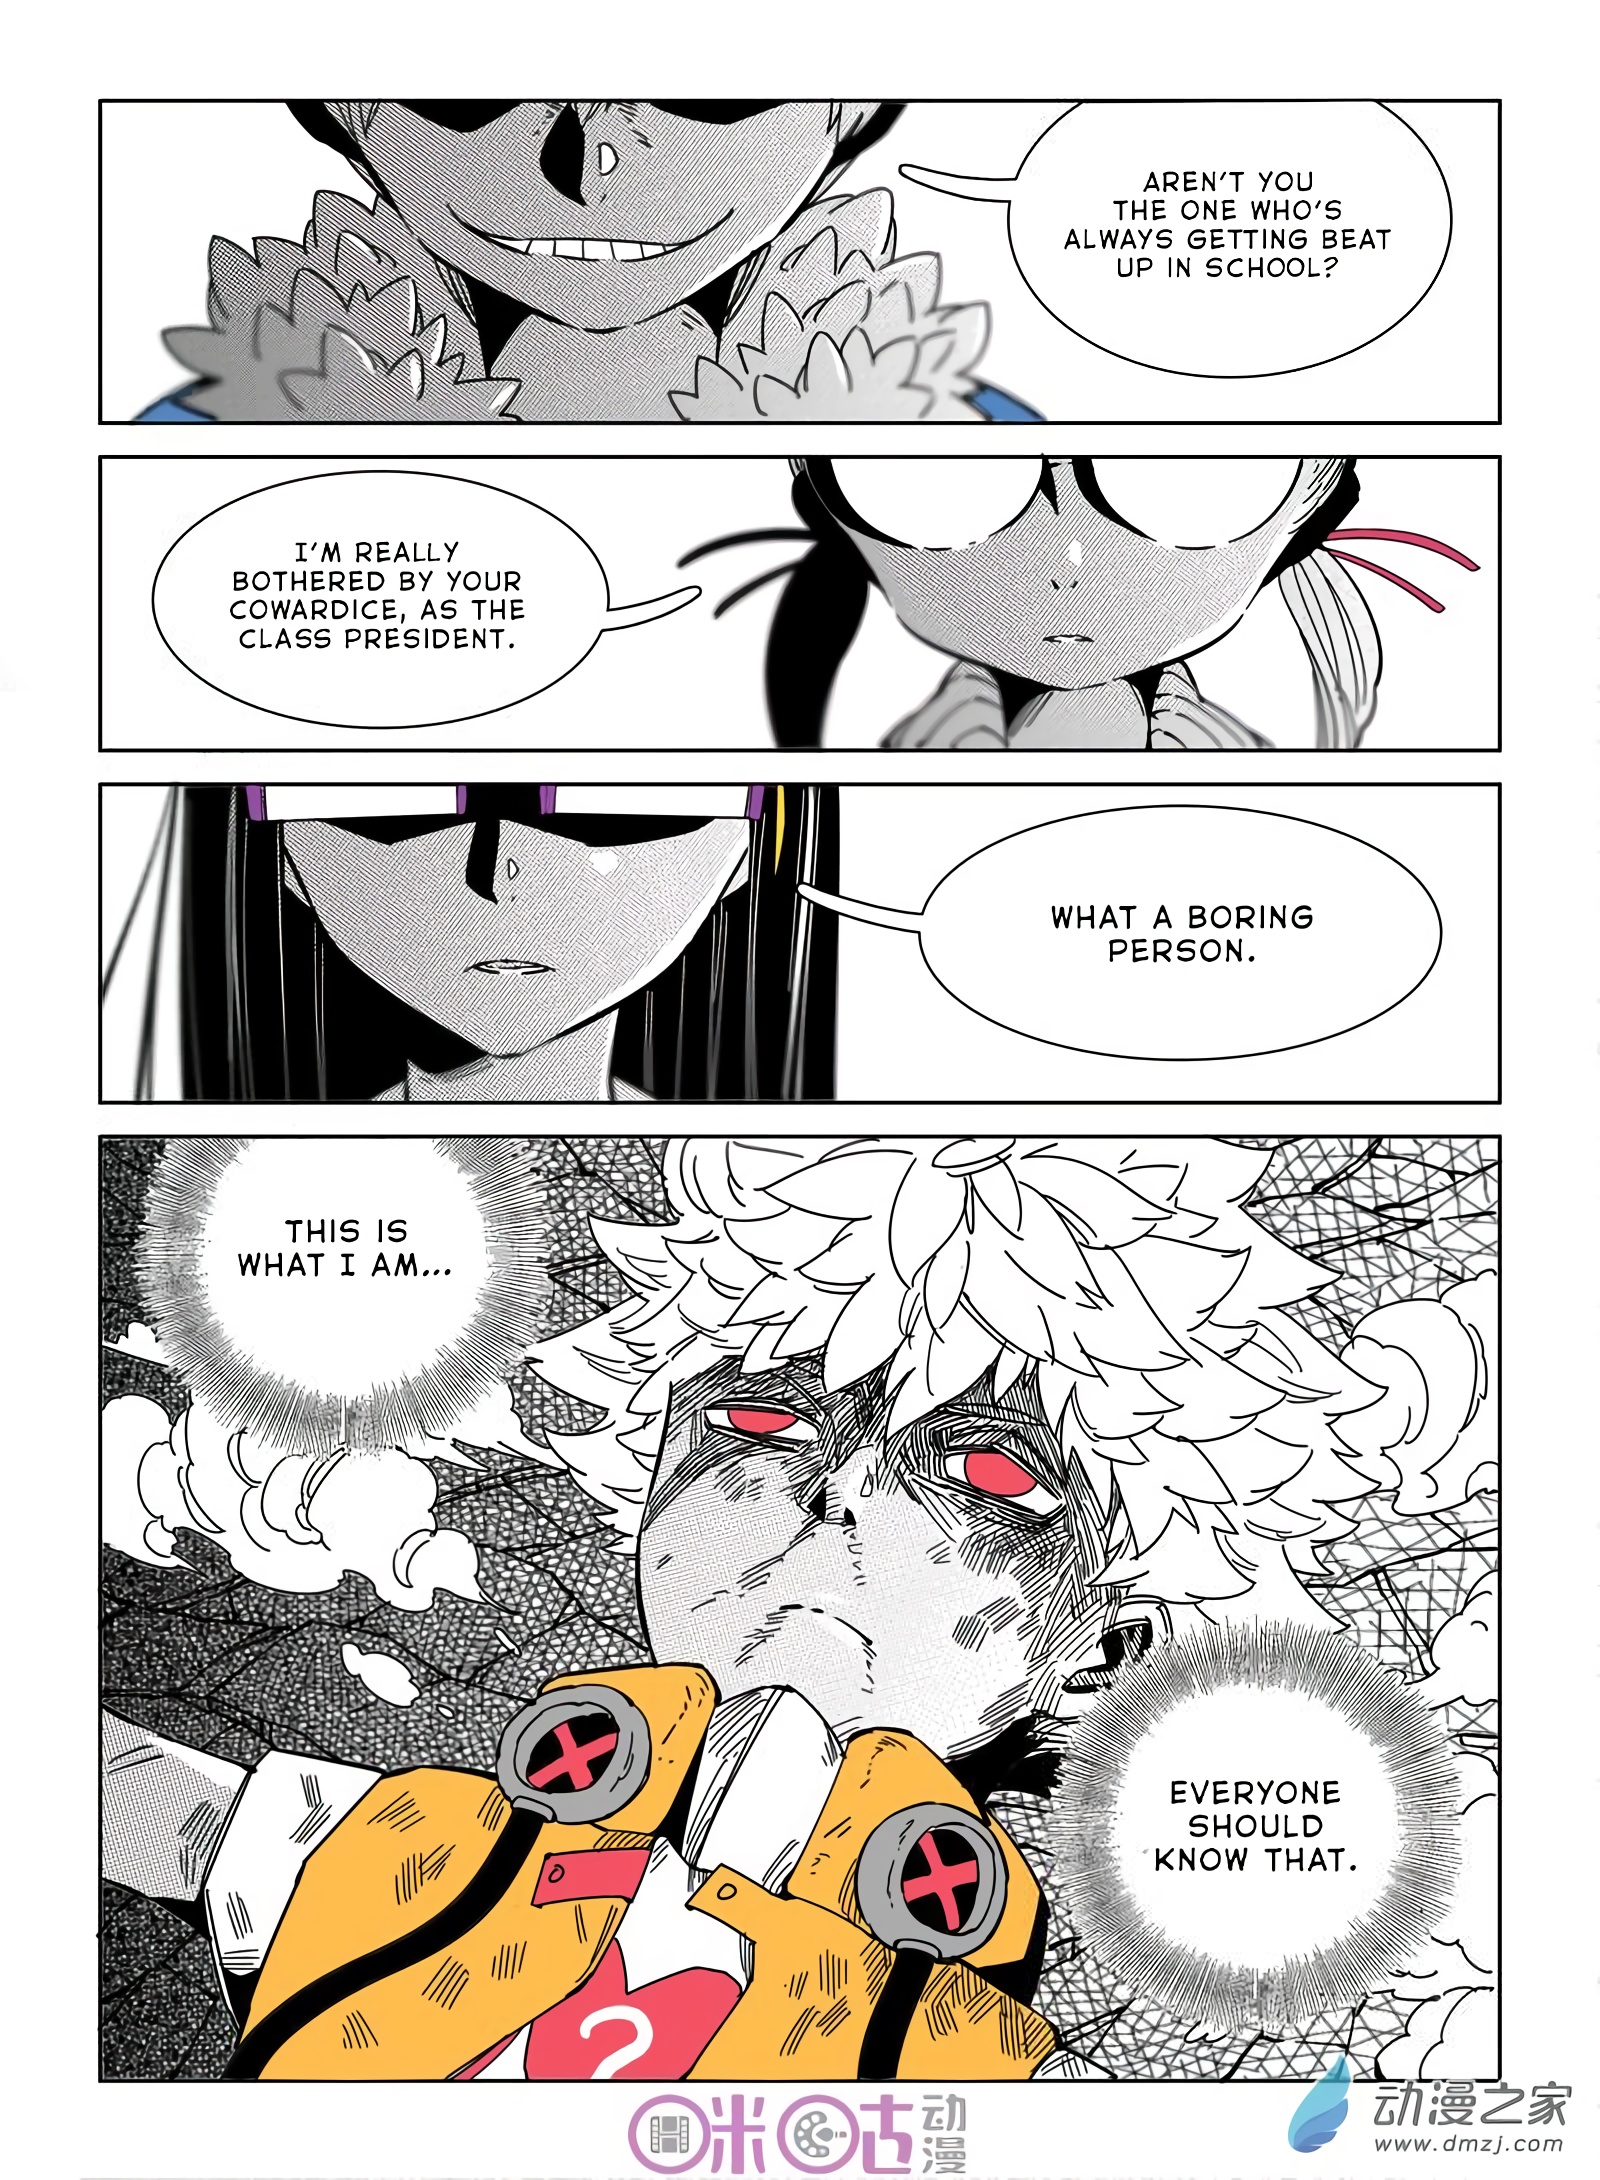 AREN'T YOU
THE ONE WHO'S
ALWAYS GETTING BEAT
UP IN SCHOOL?
I'M REALLY
BOTHERED BY YOUR
COWARDICE, AS THE
CLASS PRESIDENT.
WHAT A BORING
PERSON.
THIS IS
WHAT I AM...
EVERYONE
SHOULD
KNOW THAT.
?
咪咕动漫
动漫之家
www.dmzj.com